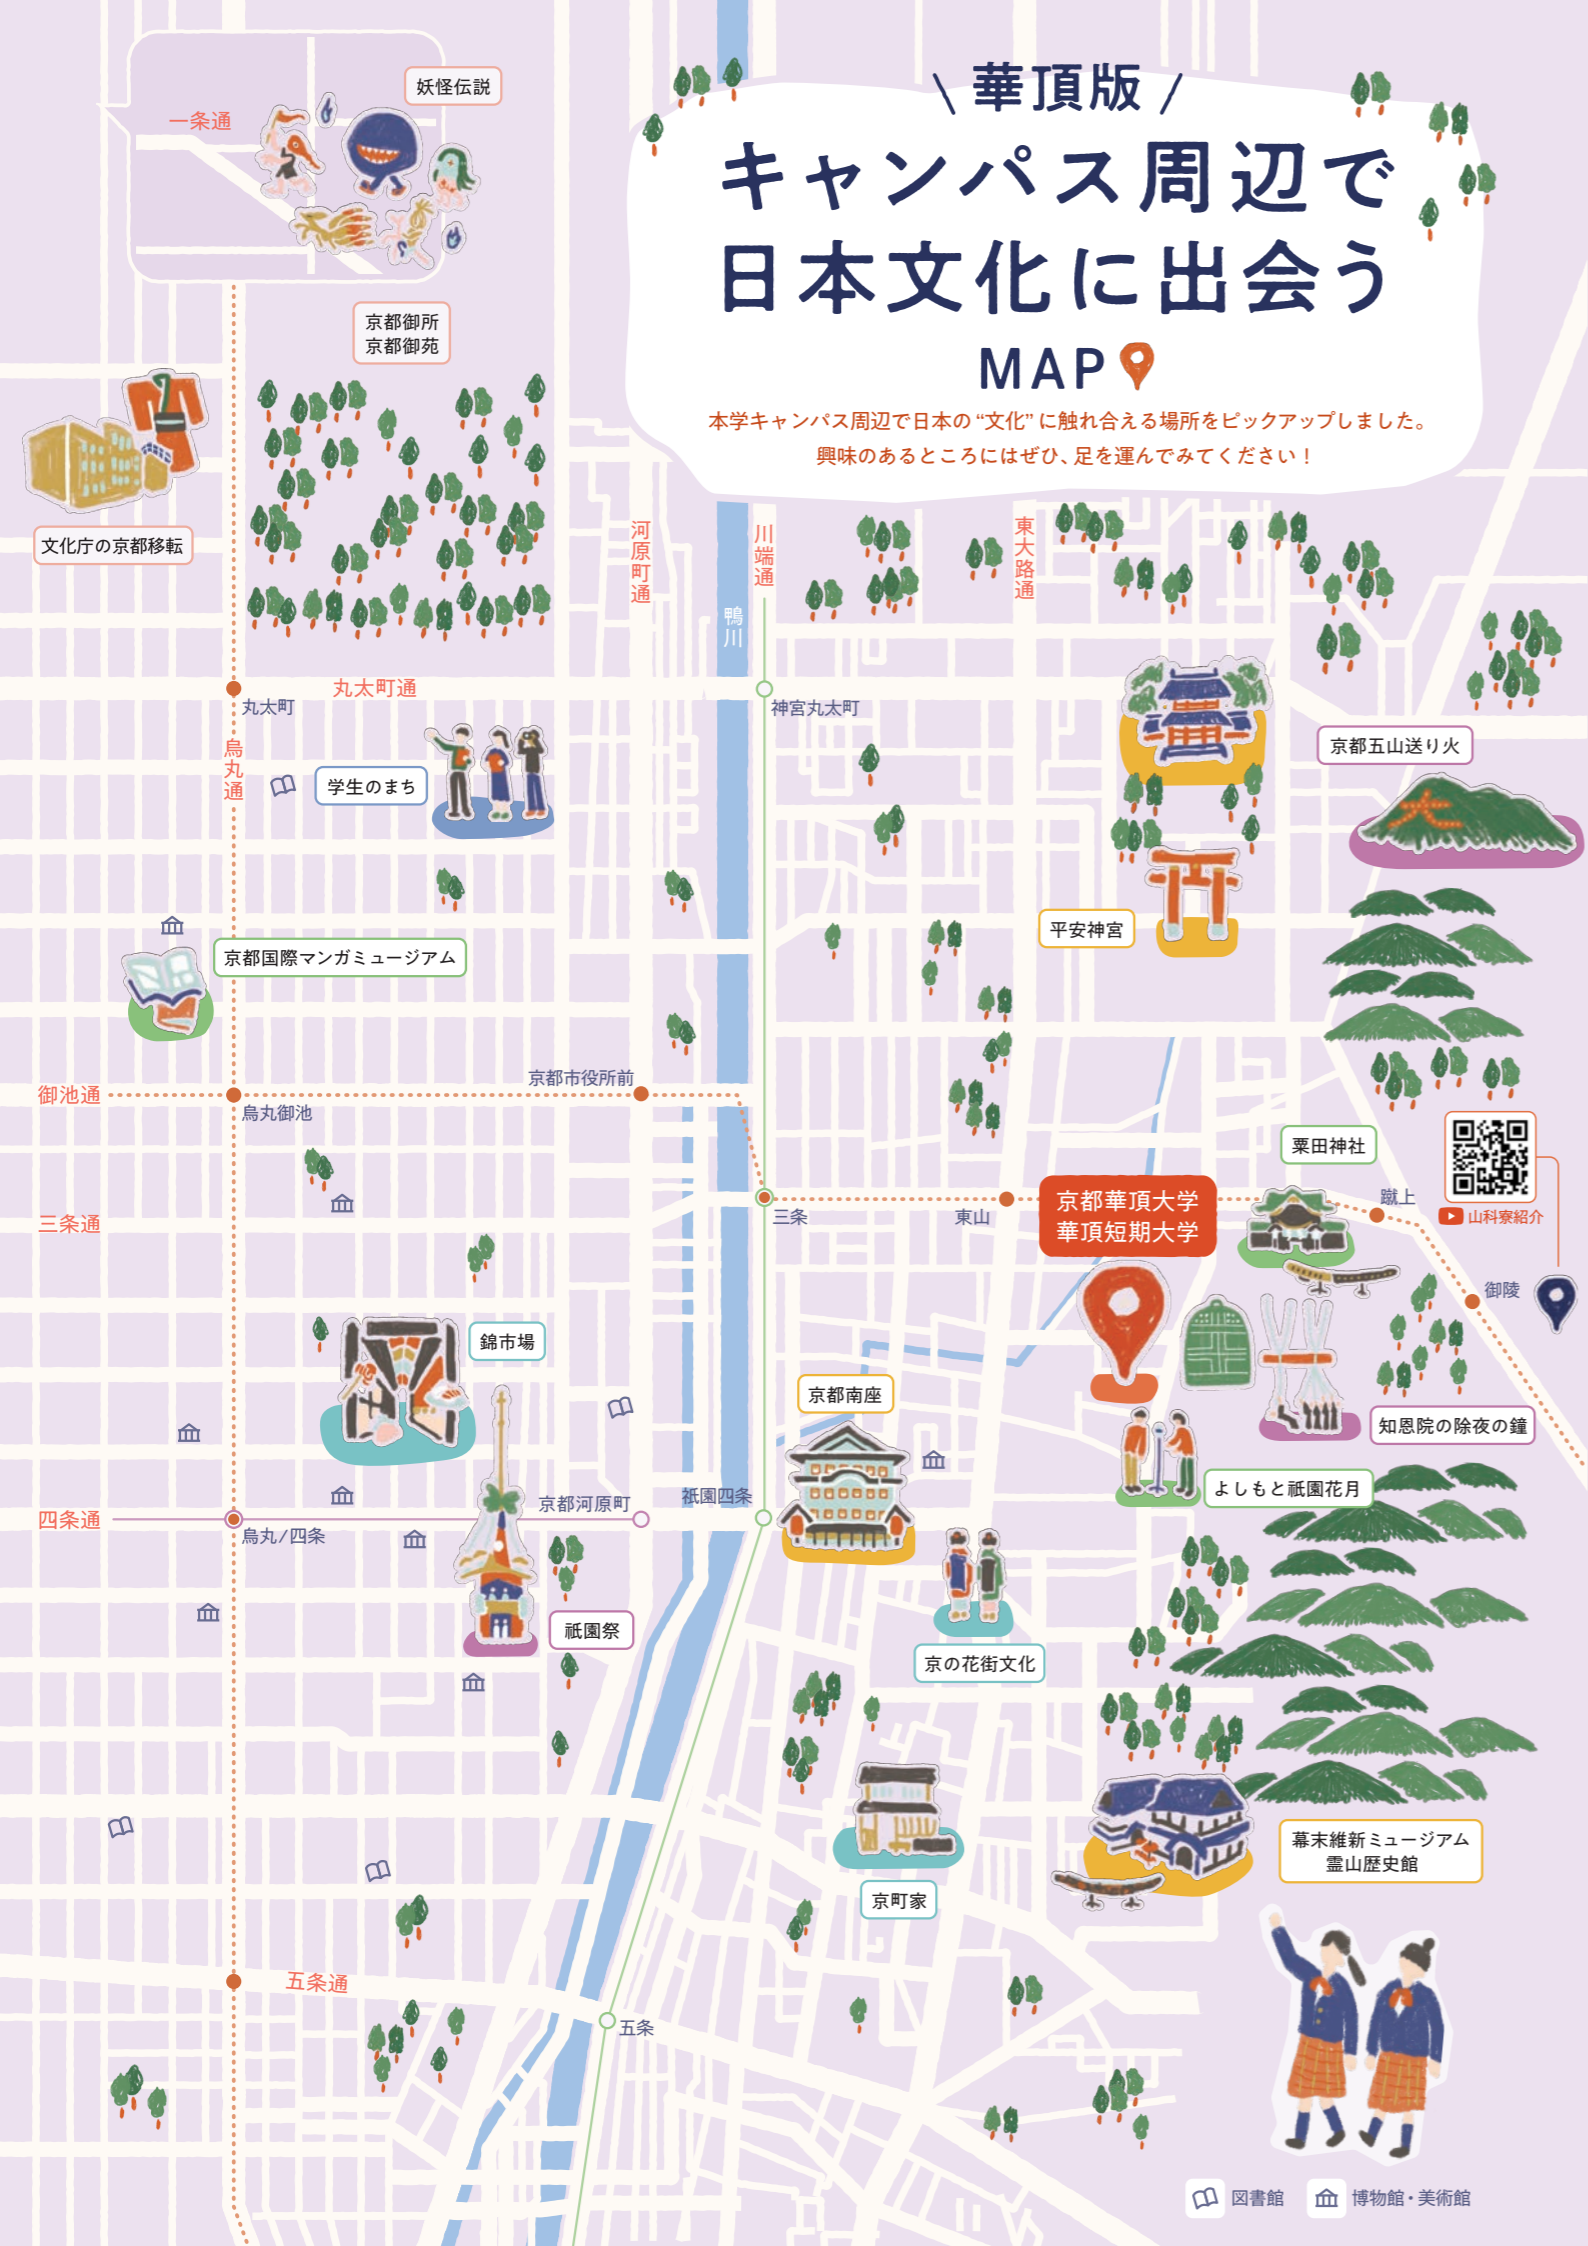 華頂版
キャンパス周辺で
日本文化に出会う
MAP
本学キャンパス周辺で日本の“文化”に触れ合える場所をピックアップしました。
興味のあるところにはぜひ、足を運んでみてください！
妖怪伝説
一条通
京都御所
京都御苑
文化庁の京都移転
河原町通
川端通
東大路通
鴨川
丸太町通
丸太町
神宮丸太町
烏丸通
学生のまち
京都五山送り火
平安神宮
京都国際マンガミュージアム
御池通
烏丸御池
京都市役所前
粟田神社
三条通
三条
東山
京都華頂大学
華頂短期大学
蹴上
山科寮紹介
御陵
錦市場
京都南座
知恩院の除夜の鐘
よしもと祇園花月
四条通
烏丸/四条
京都河原町
祇園四条
祇園祭
京の花街文化
京町家
幕末維新ミュージアム
霊山歴史館
五条通
五条
図書館
博物館・美術館